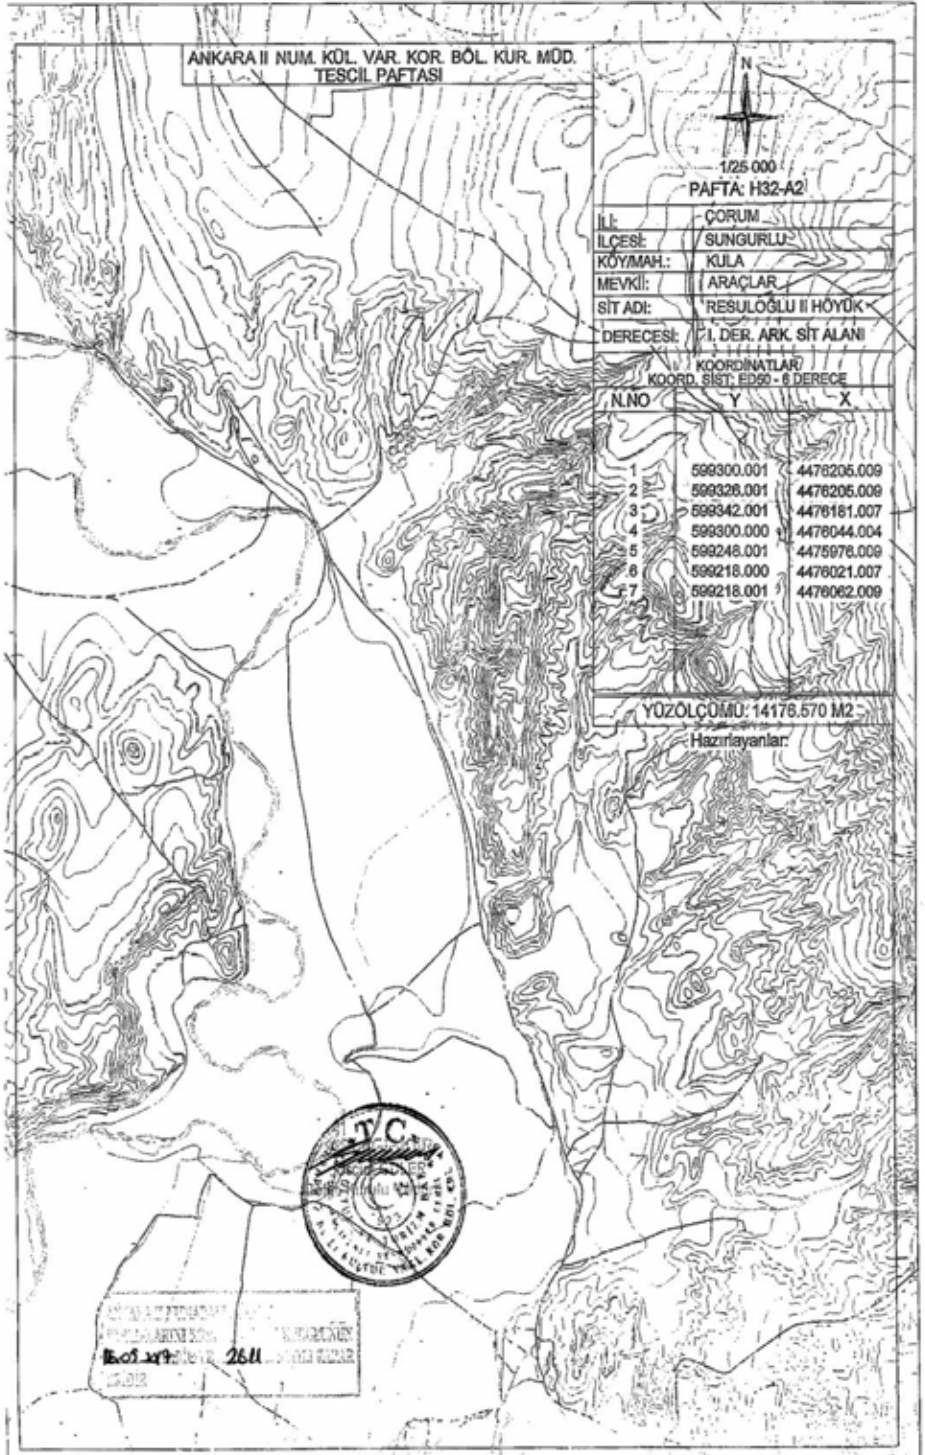 ANKARA II NUM. KÜL. VAR. KOR. BÖL. KUR. MÜD.
TESCİL PAFTASI
N
1/25 000
PAFTA: H32-A2
İLİ: ÇORUM
İLÇESİ: SUNGURLU
KÖY/MAH.: KULA
MEVKİİ: ARAÇLAR
SİT ADI: RESULOĞLU II HÖYÜK
DERECESİ: I. DER. ARK. SİT ALANI
KOORDİNATLAR
KOORD. SİST: ED50 - 6 DERECE
N.NO Y X
1 599300.001 4476205.009
2 599326.001 4476205.009
3 599342.001 4476181.007
4 599300.000 4476044.004
5 599248.001 4475976.009
6 599218.000 4476021.007
7 599218.001 4476062.009
YÜZÖLÇÜMÜ: 14176.570 M2
Hazırlayanlar:
T.C.
2611